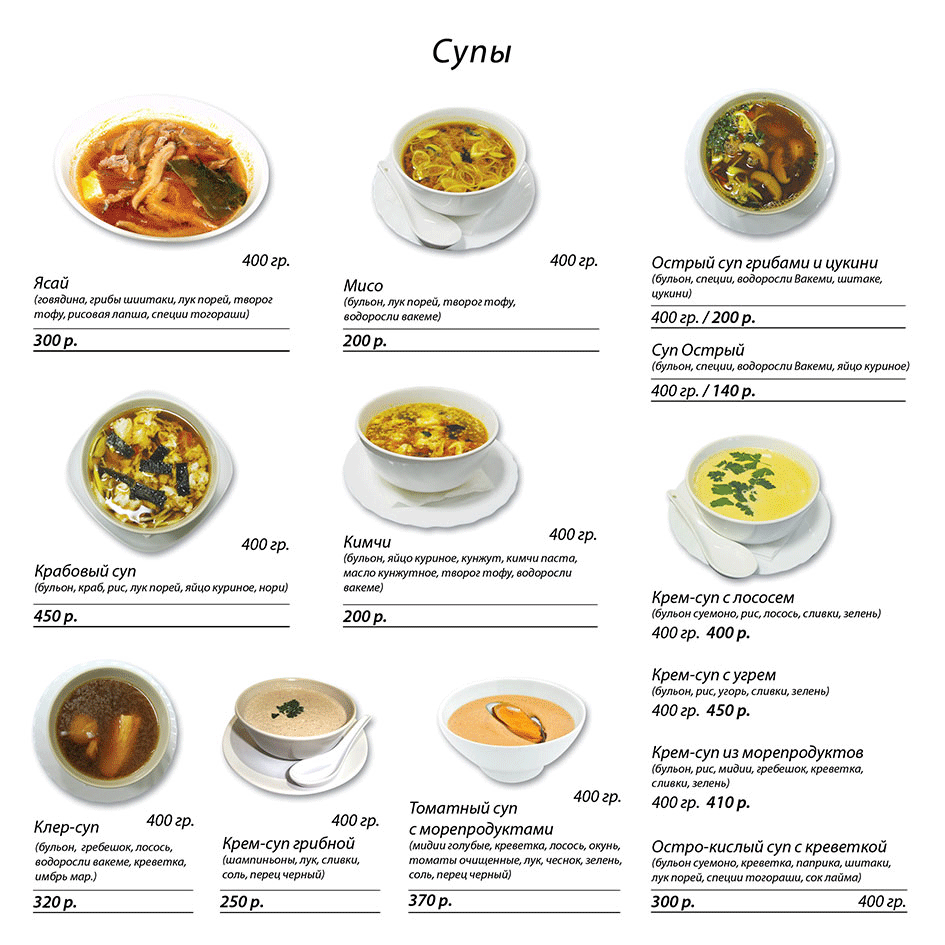 Супы
400 гр.
Ясай
(говядина, грибы шиитаки, лук порей, творог
тофу, рисовая лапша, специи тогораши)
300 р.
400 гр.
Мисо
(бульон, лук порей, творог тофу,
водоросли вакеме)
200 р.
Острый суп грибами и цукини
(бульон, специи, водоросли Вакеми, шитаке,
цукини)
400 гр. / 200 р.
Суп Острый
(бульон, специи, водоросли Вакеми, яйцо куриное)
400 гр. / 140 р.
400 гр.
Крабовый суп
(бульон, краб, рис, лук порей, яйцо куриное, нори)
450 р.
400 гр.
Кимчи
(бульон, яйцо куриное, кунжут, кимчи паста,
масло кунжутное, творог тофу, водоросли
вакеме)
200 р.
Крем-суп с лососем
(бульон суемоно, рис, лосось, сливки, зелень)
400 гр. 400 р.
Крем-суп с угрем
(бульон, рис, угорь, сливки, зелень)
400 гр. 450 р.
Крем-суп из морепродуктов
(бульон, рис, мидии, гребешок, креветка,
сливки, зелень)
400 гр. 410 р.
Остро-кислый суп с креветкой
(бульон суемоно, креветка, паприка, шитаки,
лук порей, специи тогораши, сок лайма)
300 р. 400 гр.
400 гр.
Клер-суп
(бульон, гребешок, лосось,
водоросли вакеме, креветка,
имбрь мар.)
320 р.
400 гр.
Крем-суп грибной
(шампиньоны, лук, сливки,
соль, перец черный)
250 р.
400 гр.
Томатный суп
с морепродуктами
(мидии голубые, креветка, лосось, окунь,
томаты очищенные, лук, чеснок, зелень,
соль, перец черный)
370 р.